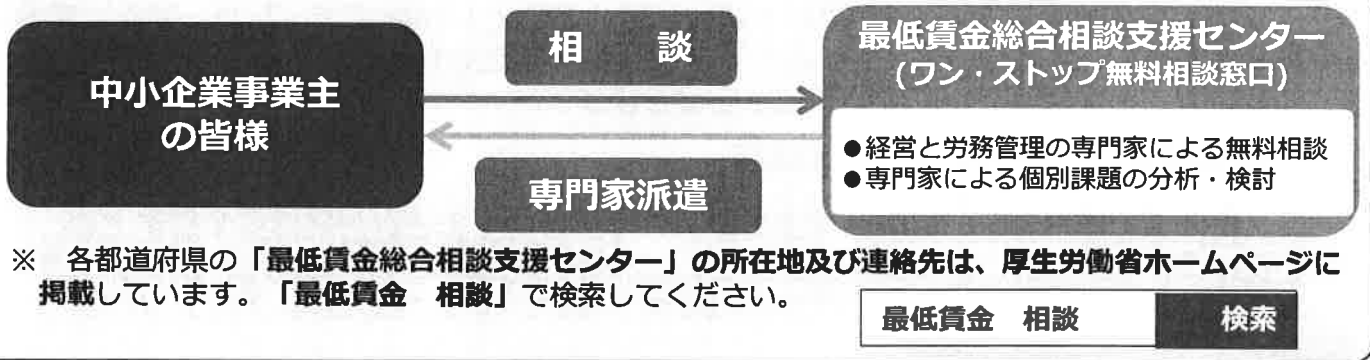 中小企業事業主
の皆様
相　　談
専門家派遣
最低賃金総合相談支援センター
(ワン・ストップ無料相談窓口)
●経営と労務管理の専門家による無料相談
●専門家による個別課題の分析・検討
※　各都道府県の「最低賃金総合相談支援センター」の所在地及び連絡先は、厚生労働省ホームページに
掲載しています。「最低賃金　相談」で検索してください。
最低賃金　相談　検索